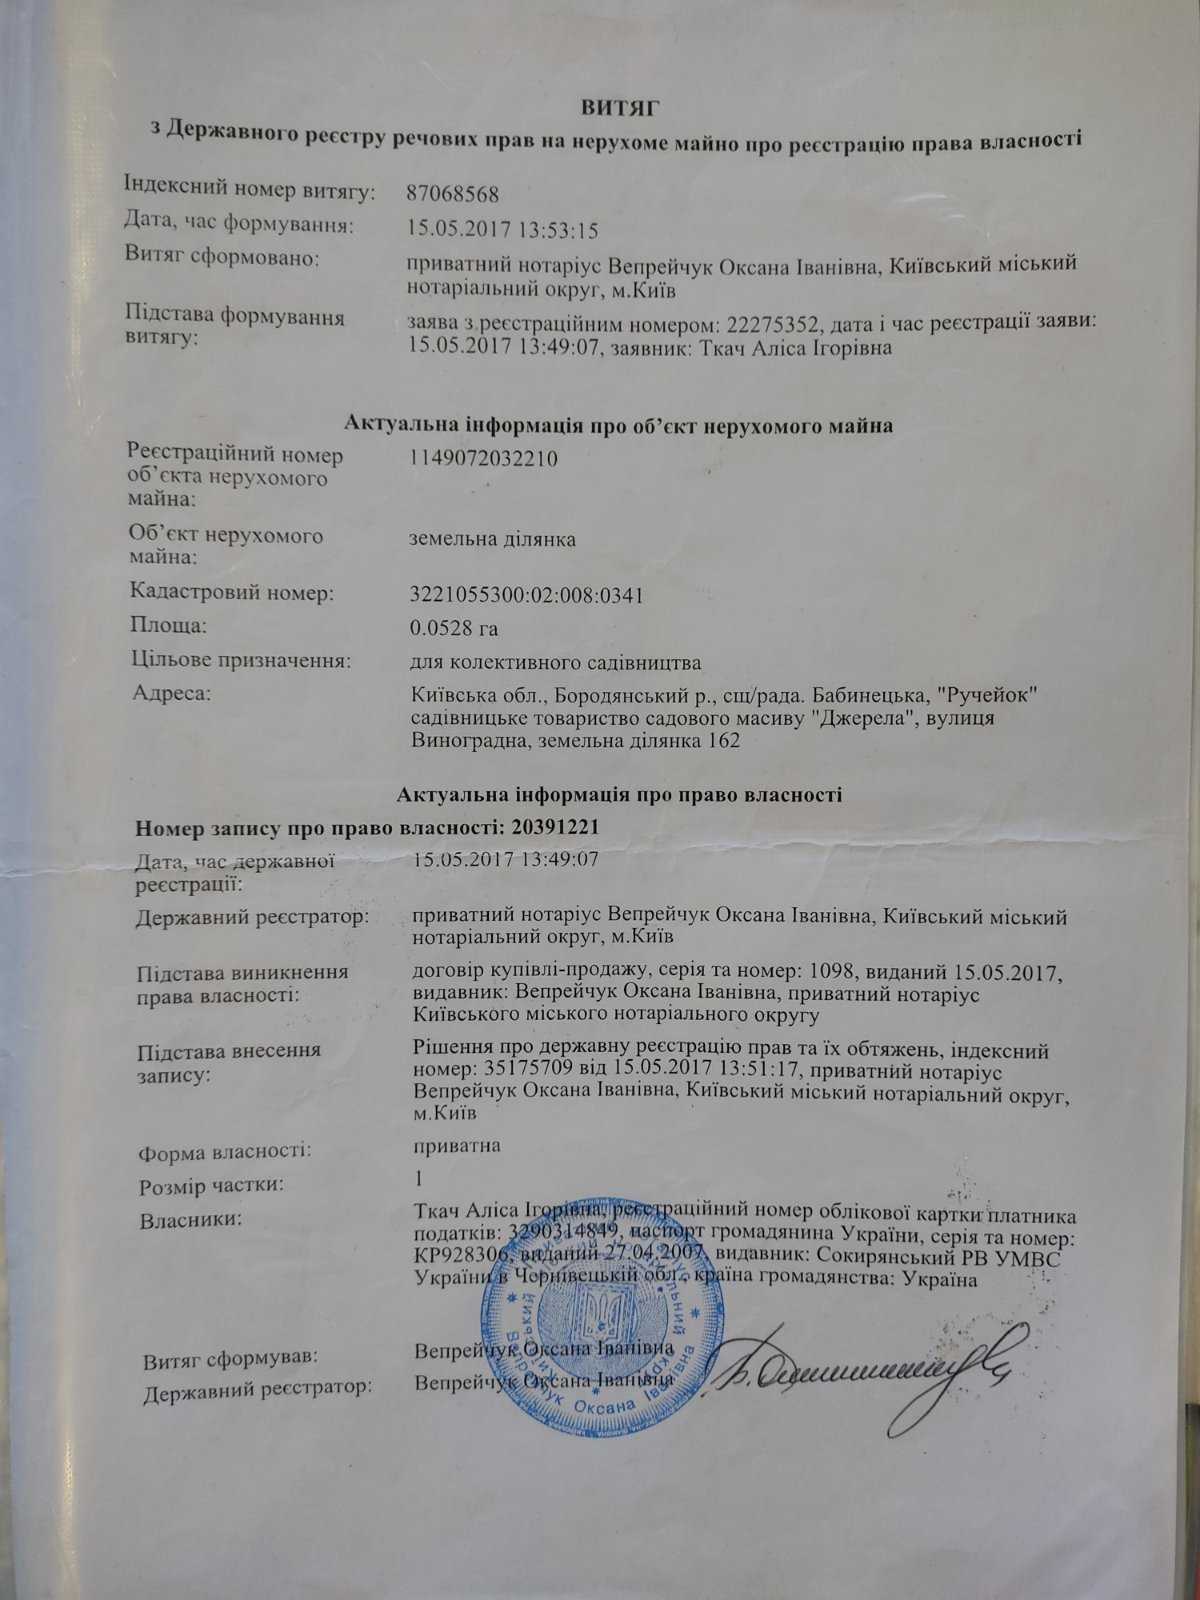 ВИТЯГ
з Державного реєстру речових прав на нерухоме майно про реєстрацію права власності
Індексний номер витягу: 87068568
Дата, час формування: 15.05.2017 13:53:15
Витяг сформовано: приватний нотаріус Вепрейчук Оксана Іванівна, Київський міський
нотаріальний округ, м.Київ
Підстава формування
витягу:
заява з реєстраційним номером: 22275352, дата і час реєстрації заяви:
15.05.2017 13:49:07, заявник: Ткач Аліса Ігорівна
Актуальна інформація про об’єкт нерухомого майна
Реєстраційний номер
об’єкта нерухомого
майна:
1149072032210
Об’єкт нерухомого
майна:
земельна ділянка
Кадастровий номер: 3221055300:02:008:0341
Площа: 0.0528 га
Цільове призначення: для колективного садівництва
Адреса: Київська обл., Бородянський р., сщ/рада. Бабинецька, "Ручейок"
садівницьке товариство садового масиву "Джерела", вулиця
Виноградна, земельна ділянка 162
Актуальна інформація про право власності
Номер запису про право власності: 20391221
Дата, час державної
реєстрації:
15.05.2017 13:49:07
Державний реєстратор: приватний нотаріус Вепрейчук Оксана Іванівна, Київський міський
нотаріальний округ, м.Київ
Підстава виникнення
права власності:
договір купівлі-продажу, серія та номер: 1098, виданий 15.05.2017,
видавник: Вепрейчук Оксана Іванівна, приватний нотаріус
Київського міського нотаріального округу
Підстава внесення
запису:
Рішення про державну реєстрацію прав та їх обтяжень, індексний
номер: 35175709 від 15.05.2017 13:51:17, приватний нотаріус
Вепрейчук Оксана Іванівна, Київський міський нотаріальний округ,
м.Київ
Форма власності: приватна
Розмір частки: 1
Власники: Ткач Аліса Ігорівна, реєстраційний номер облікової картки платника
податків: 3290314849, паспорт громадянина України, серія та номер:
КР928306, виданий 27.04.2007, видавник: Сокирянський РВ УМВС
України в Чернівецькій обл., країна громадянства: Україна
Витяг сформував: Вепрейчук Оксана Іванівна
Державний реєстратор: Вепрейчук Оксана Іванівна
Оксана Іванівна